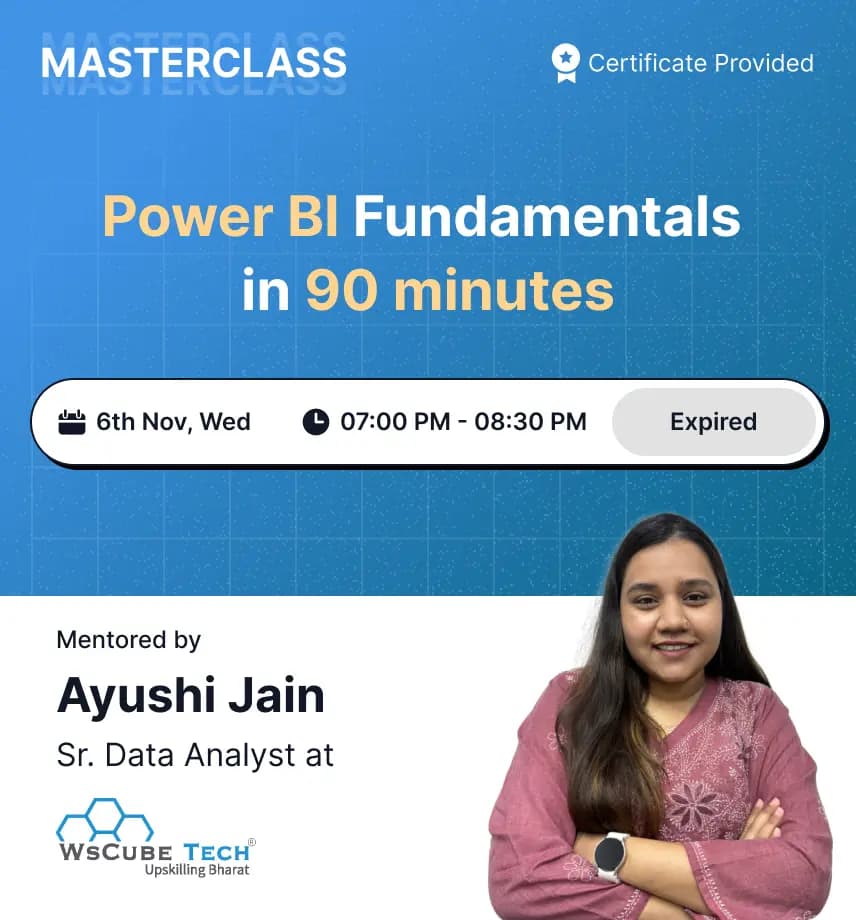 MASTERCLASS
Certificate Provided
Power BI Fundamentals
in 90 minutes
6th Nov, Wed
07:00 PM - 08:30 PM
Expired
Mentored by
Ayushi Jain
Sr. Data Analyst at
WSCUBE TECH®
Upskilling Bharat